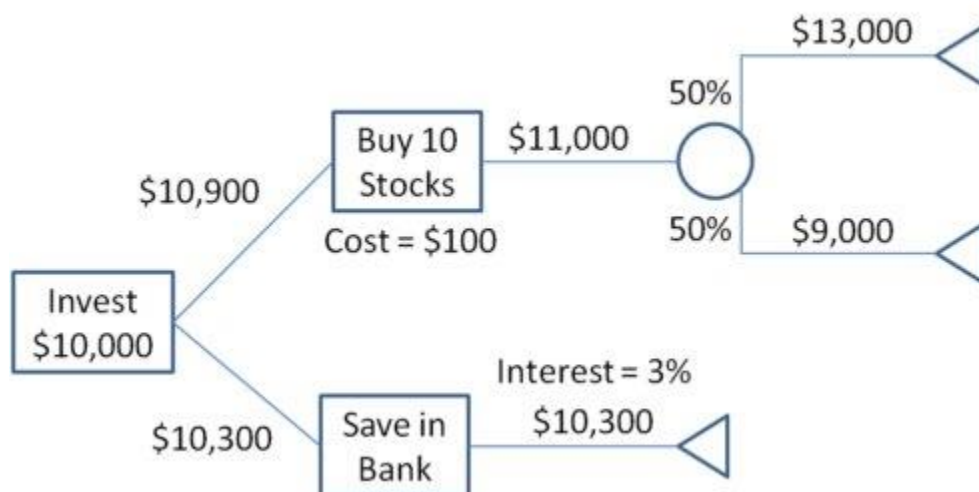 $13,000
50%
Buy 10
Stocks
$11,000
$10,900
50%
$9,000
Cost = $100
Invest
$10,000
Interest = 3%
$10,300
Save in
Bank
$10,300